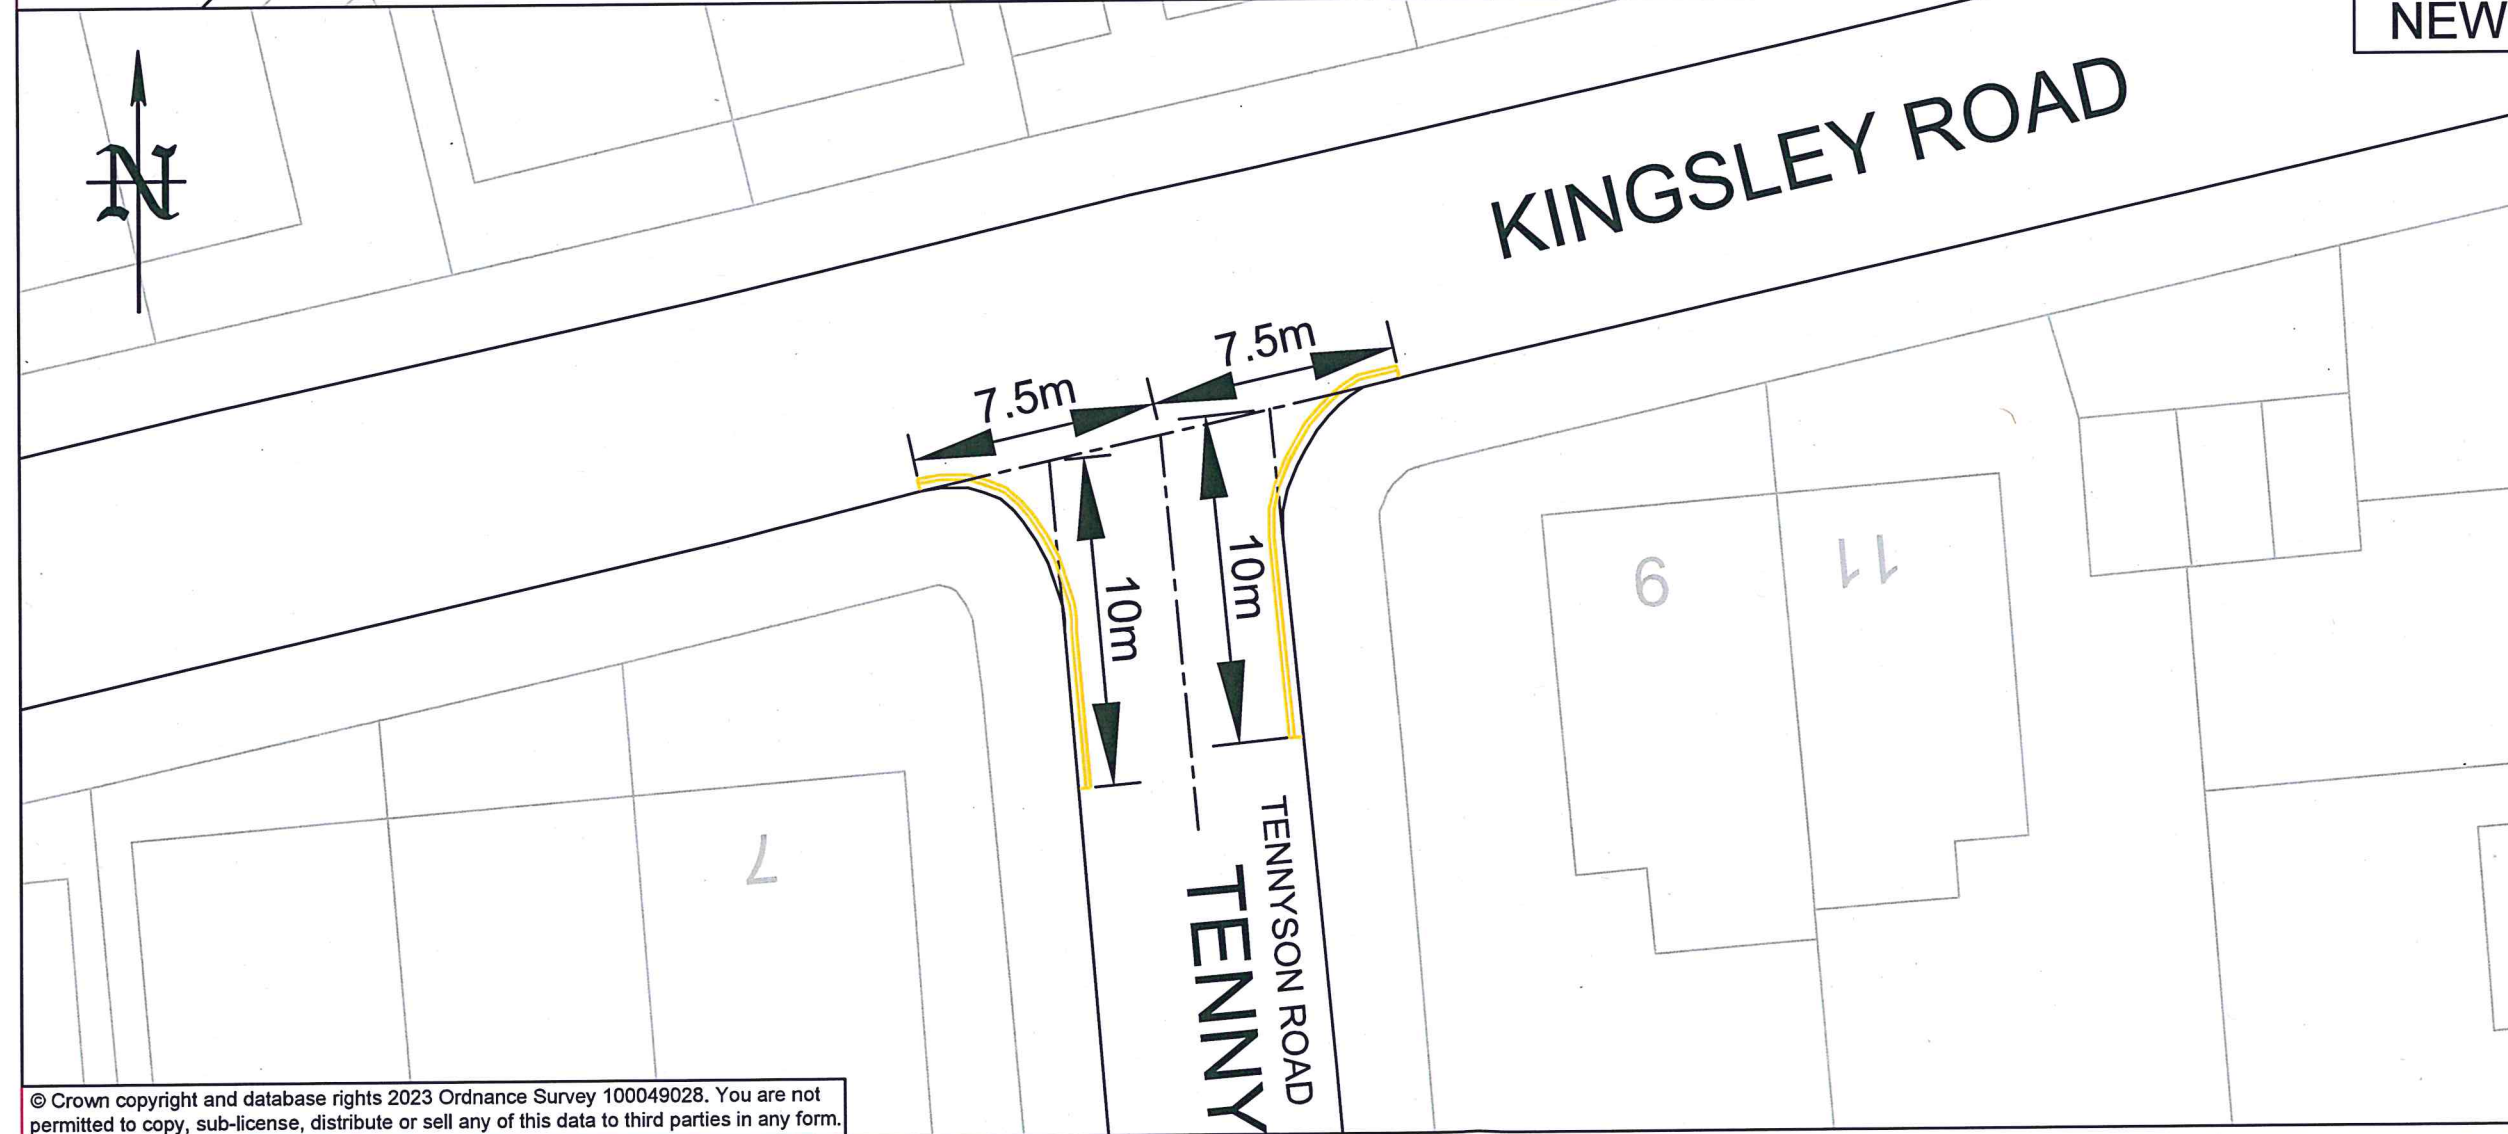 NEW
N
KINGSLEY ROAD
7.5m
7.5m
10m
10m
9
11
7
TENNYSON ROAD
TENNY
© Crown copyright and database rights 2023 Ordnance Survey 100049028. You are not
permitted to copy, sub-license, distribute or sell any of this data to third parties in any form.